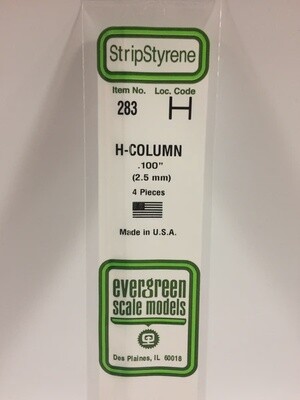 StripStyrene
Item No. Loc. Code
283 H
H-COLUMN
.100"
(2.5 mm)
4 Pieces
Made in U.S.A.
evergreen
scale models
Des Plaines, IL 60018